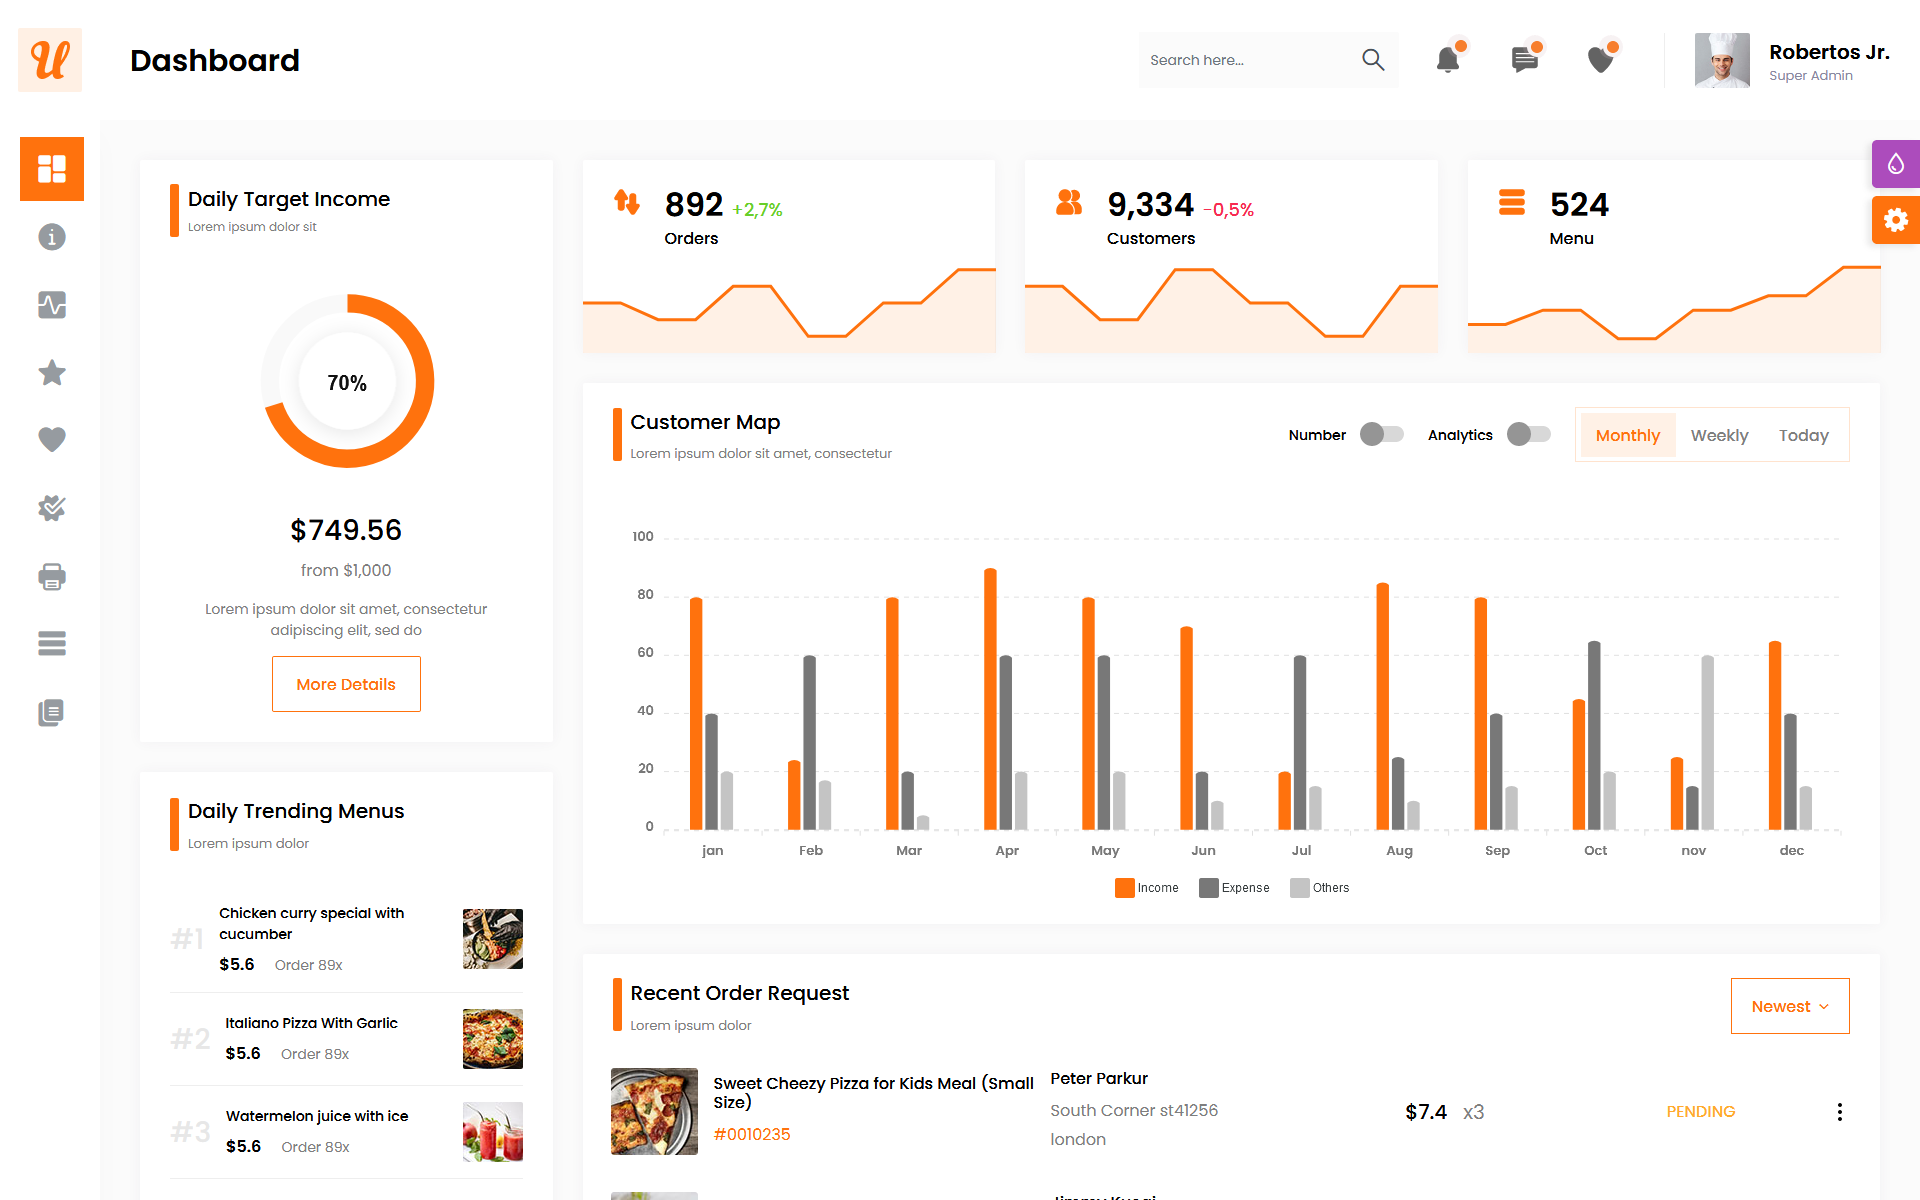 U
Dashboard
Search here...
Robertos Jr.
Super Admin
Daily Target Income
Lorem ipsum dolor sit
70%
$749.56
from $1,000
Lorem ipsum dolor sit amet, consectetur
adipiscing elit, sed do
More Details
892 +2,7%
Orders
9,334 -0,5%
Customers
524
Menu
Customer Map
Lorem ipsum dolor sit amet, consectetur
Number
Analytics
Monthly Weekly Today
100
80
60
40
20
0
jan Feb Mar Apr May Jun Jul Aug Sep Oct nov dec
Income Expense Others
Daily Trending Menus
Lorem ipsum dolor
#1
Chicken curry special with
cucumber
$5.6 Order 89x
#2
Italiano Pizza With Garlic
$5.6 Order 89x
#3
Watermelon juice with ice
$5.6 Order 89x
Recent Order Request
Lorem ipsum dolor
Newest
Sweet Cheezy Pizza for Kids Meal (Small
Size)
#0010235
Peter Parkur
South Corner st41256
london
$7.4 x3
PENDING